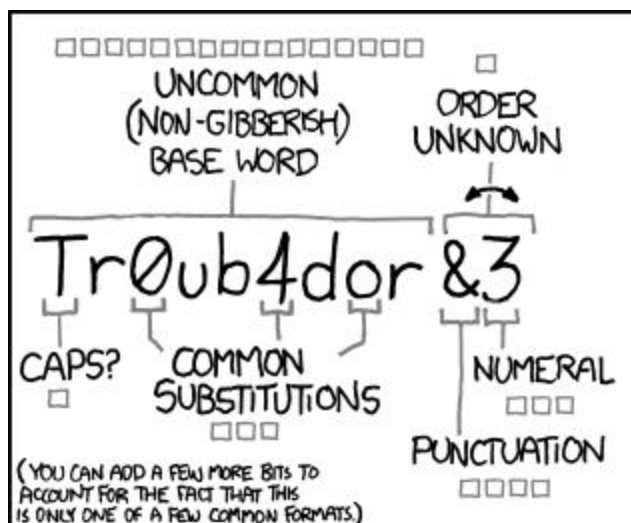 UNCOMMON
(NON-GIBBERISH)
BASE WORD
ORDER
UNKNOWN
Tr0ub4dor &3
CAPS?
COMMON
SUBSTITUTIONS
NUMERAL
PUNCTUATION
(YOU CAN ADD A FEW MORE BITS TO
ACCOUNT FOR THE FACT THAT THIS
IS ONLY ONE OF A FEW COMMON FORMATS.)